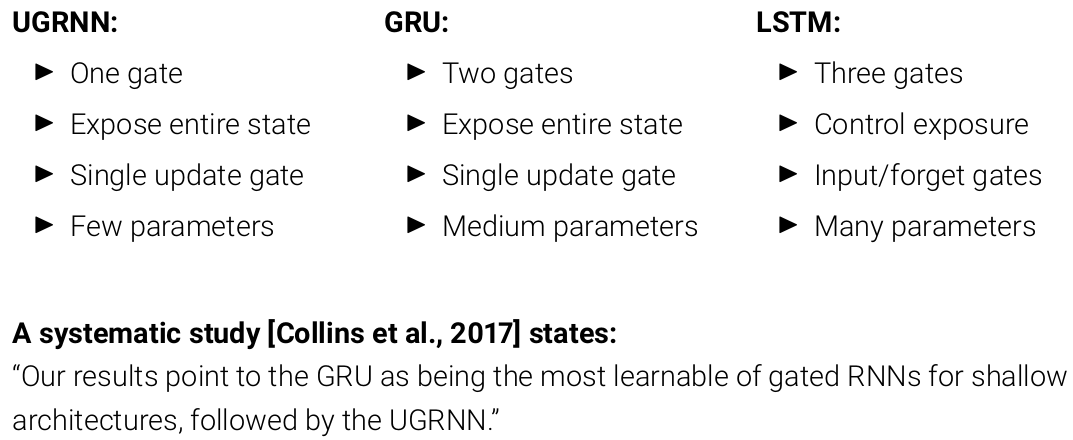 UGRNN:
► One gate
► Expose entire state
► Single update gate
► Few parameters
GRU:
► Two gates
► Expose entire state
► Single update gate
► Medium parameters
LSTM:
► Three gates
► Control exposure
► Input/forget gates
► Many parameters
A systematic study [Collins et al., 2017] states:
“Our results point to the GRU as being the most learnable of gated RNNs for shallow
architectures, followed by the UGRNN.”